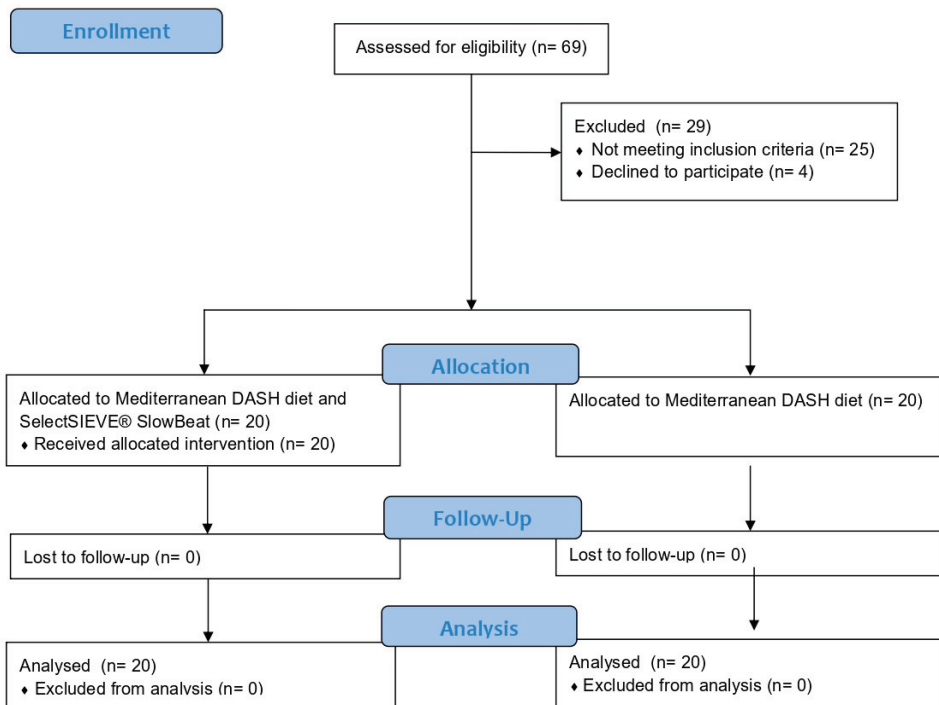 Enrollment
Assessed for eligibility (n= 69)
Excluded (n= 29)
♦ Not meeting inclusion criteria (n= 25)
♦ Declined to participate (n= 4)
Allocation
Allocated to Mediterranean DASH diet and
SelectSIEVE® SlowBeat (n= 20)
♦ Received allocated intervention (n= 20)
Allocated to Mediterranean DASH diet (n= 20)
Follow-Up
Lost to follow-up (n= 0)
Lost to follow-up (n= 0)
Analysis
Analysed (n= 20)
♦ Excluded from analysis (n= 0)
Analysed (n= 20)
♦ Excluded from analysis (n= 0)